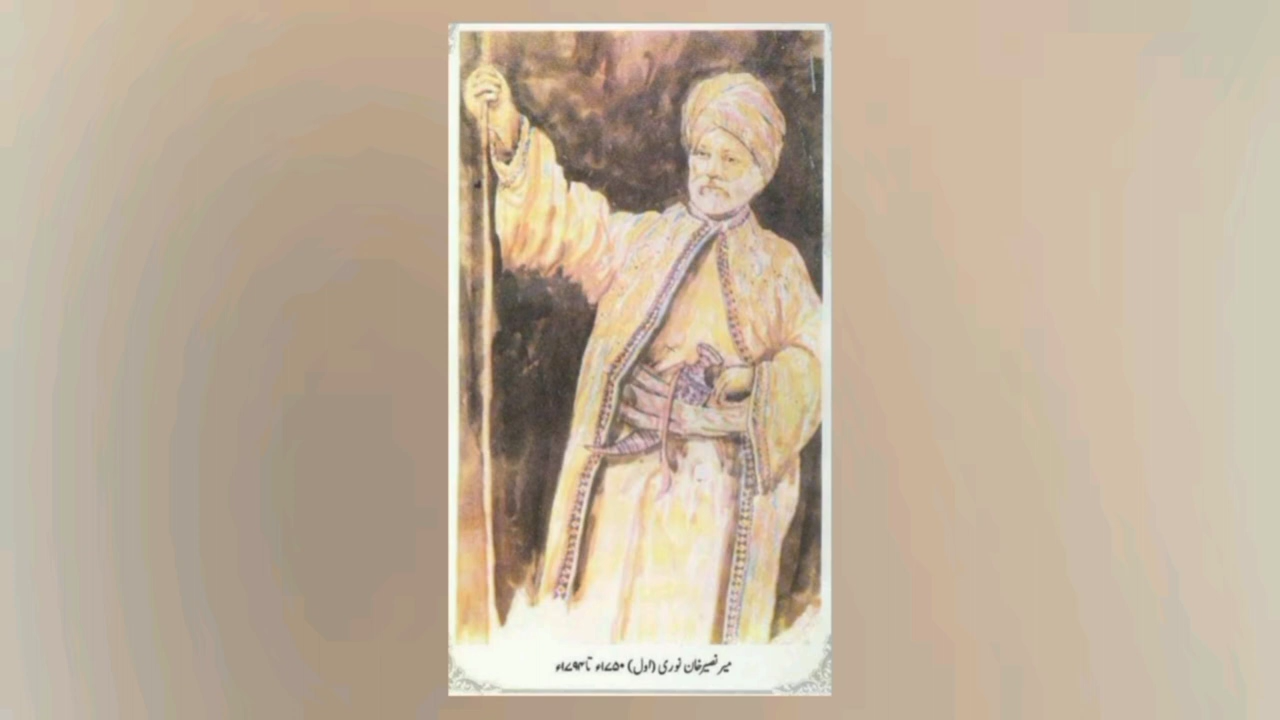 میر نصیر خان نوری (اول) ۱۷۵۰ء تا ۱۷۹۴ء